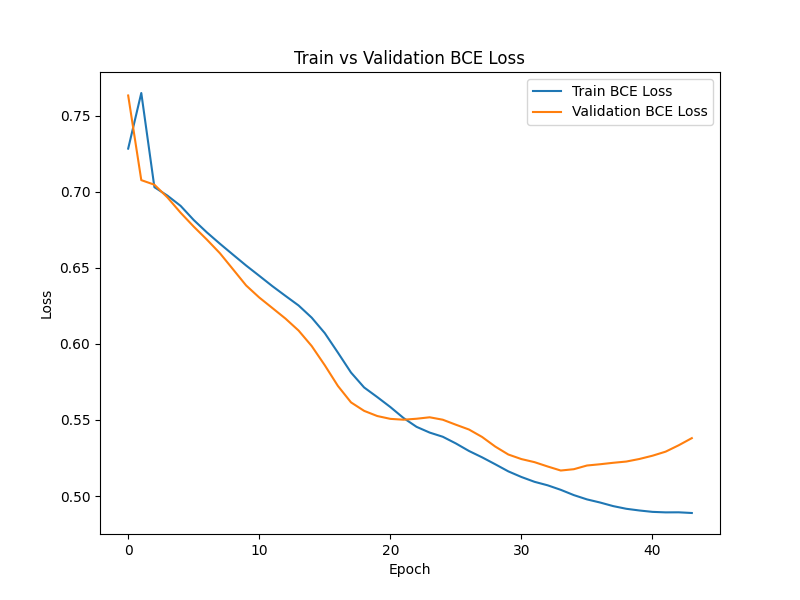 Train vs Validation BCE Loss
Train BCE Loss
Validation BCE Loss
0.75
0.70
0.65
0.60
0.55
0.50
Loss
0 10 20 30 40
Epoch